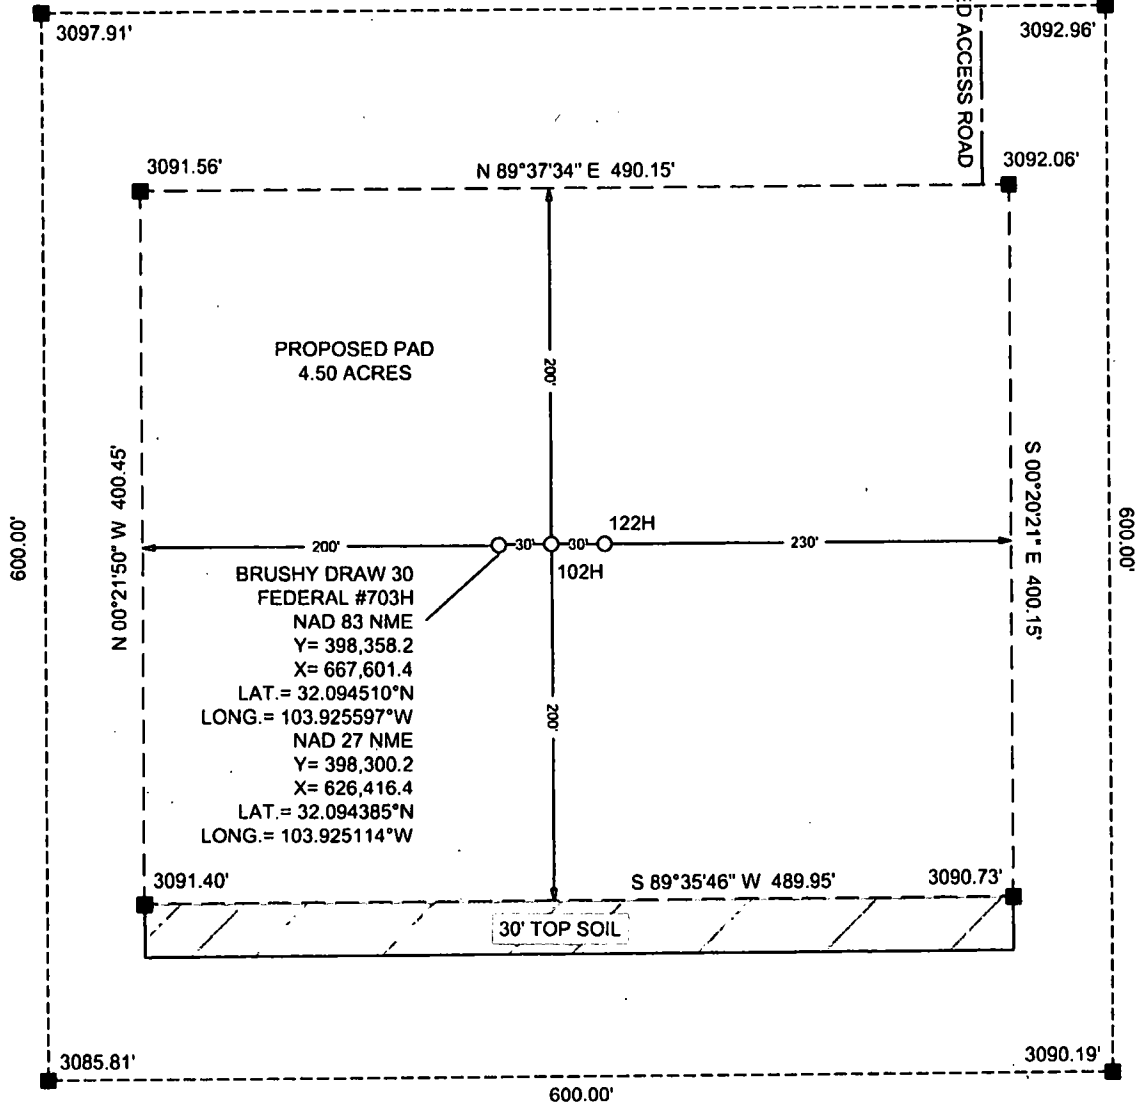 3097.91'
3092.96'
ACCESS ROAD
3091.56'
N 89°37'34" E 490.15'
3092.06'
PROPOSED PAD
4.50 ACRES
200'
N 00°21'50" W 400.45'
S 00°20'21" E 400.15'
600.00'
600.00'
122H
200'
30'
30'
230'
102H
BRUSHY DRAW 30
FEDERAL #703H
NAD 83 NME
Y= 398,358.2
X= 667,601.4
LAT.= 32.094510°N
LONG.= 103.925597°W
NAD 27 NME
Y= 398,300.2
X= 626,416.4
LAT.= 32.094385°N
LONG.= 103.925114°W
200'
3091.40'
S 89°35'46" W 489.95'
3090.73'
30' TOP SOIL
3085.81'
3090.19'
600.00'